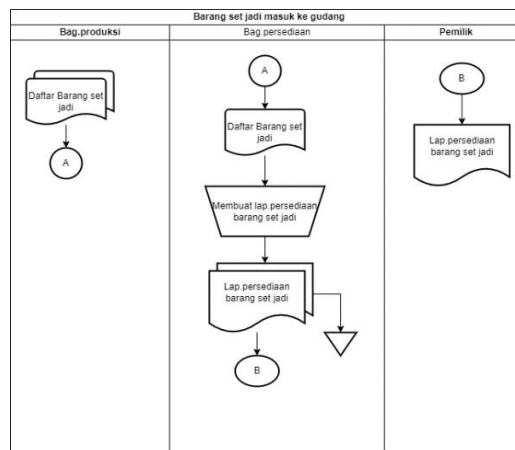 Barang set jadi masuk ke gudang
Bag.produksi
Bag.persediaan
Pemilik
Daftar Barang set
jadi
A
A
Daftar Barang set
jadi
Membuat lap.persediaan
barang set jadi
Lap.persediaan
barang set jadi
B
B
Lap.persediaan
barang set jadi